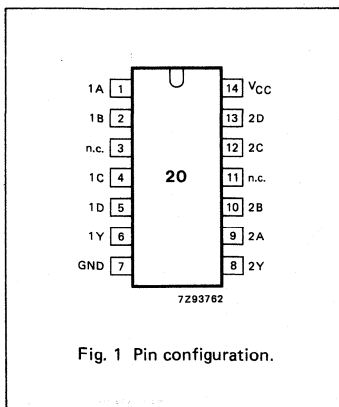 1A 1 14 VCC
1B 2 13 2D
n.c. 3 12 2C
1C 4 20 11 n.c.
1D 5 10 2B
1Y 6 9 2A
GND 7 8 2Y
7Z93762
Fig. 1 Pin configuration.